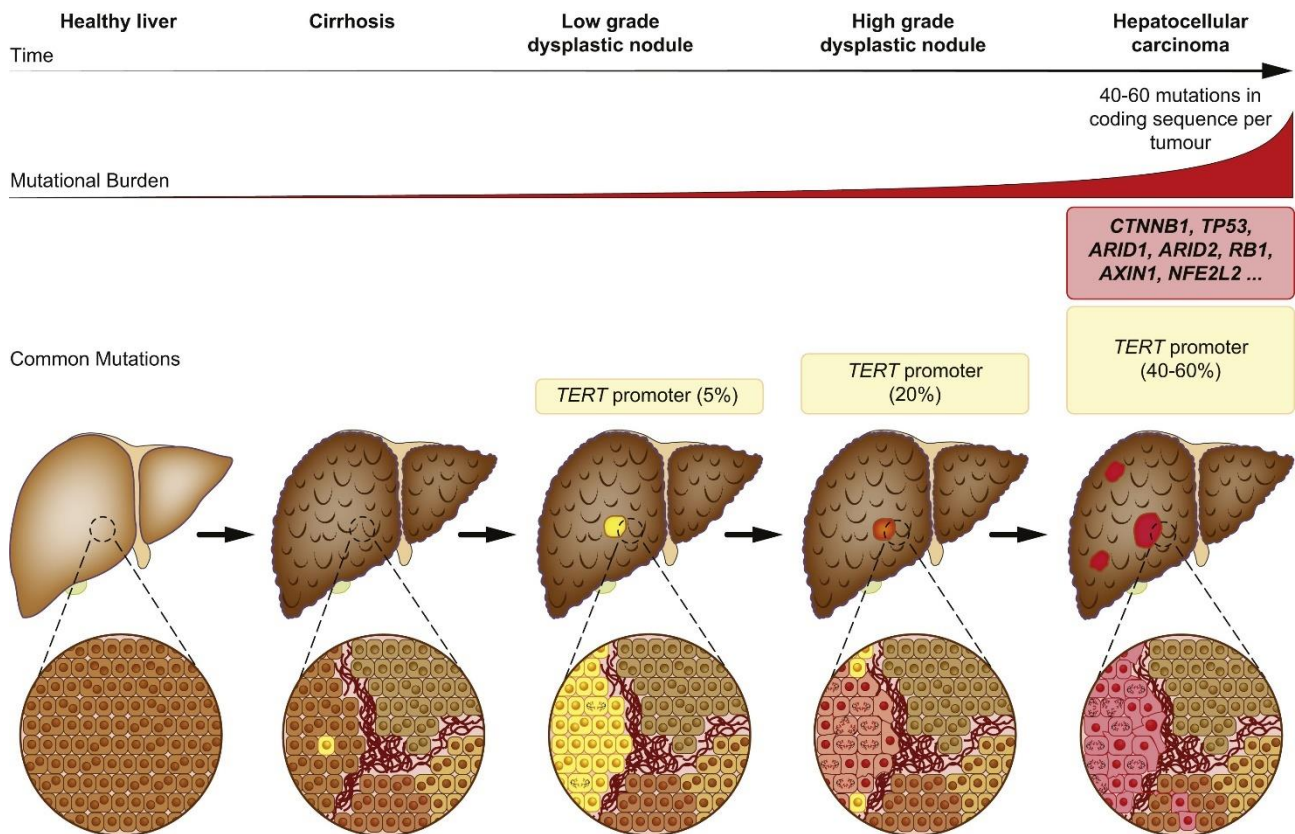 Healthy liver
Cirrhosis
Low grade
dysplastic nodule
High grade
dysplastic nodule
Hepatocellular
carcinoma
Time
40-60 mutations in
coding sequence per
tumour
Mutational Burden
CTNNB1, TP53,
ARID1, ARID2, RB1,
AXIN1, NFE2L2 ...
Common Mutations
TERT promoter (5%)
TERT promoter
(20%)
TERT promoter
(40-60%)